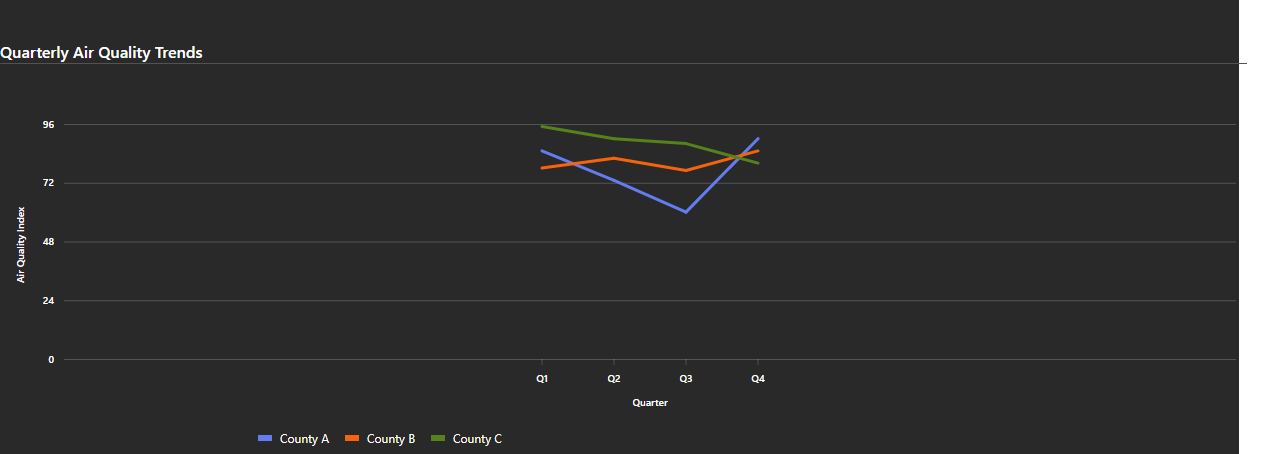 Quarterly Air Quality Trends
96
72
48
24
0
Air Quality Index
Q1 Q2 Q3 Q4
Quarter
County A County B County C